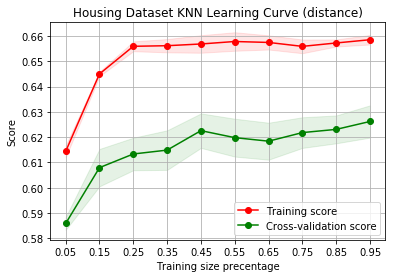 Housing Dataset KNN Learning Curve (distance)
0.66
0.65
0.64
0.63
0.62
0.61
0.60
0.59
0.58
Score
Training score
Cross-validation score
0.05 0.15 0.25 0.35 0.45 0.55 0.65 0.75 0.85 0.95
Training size precentage